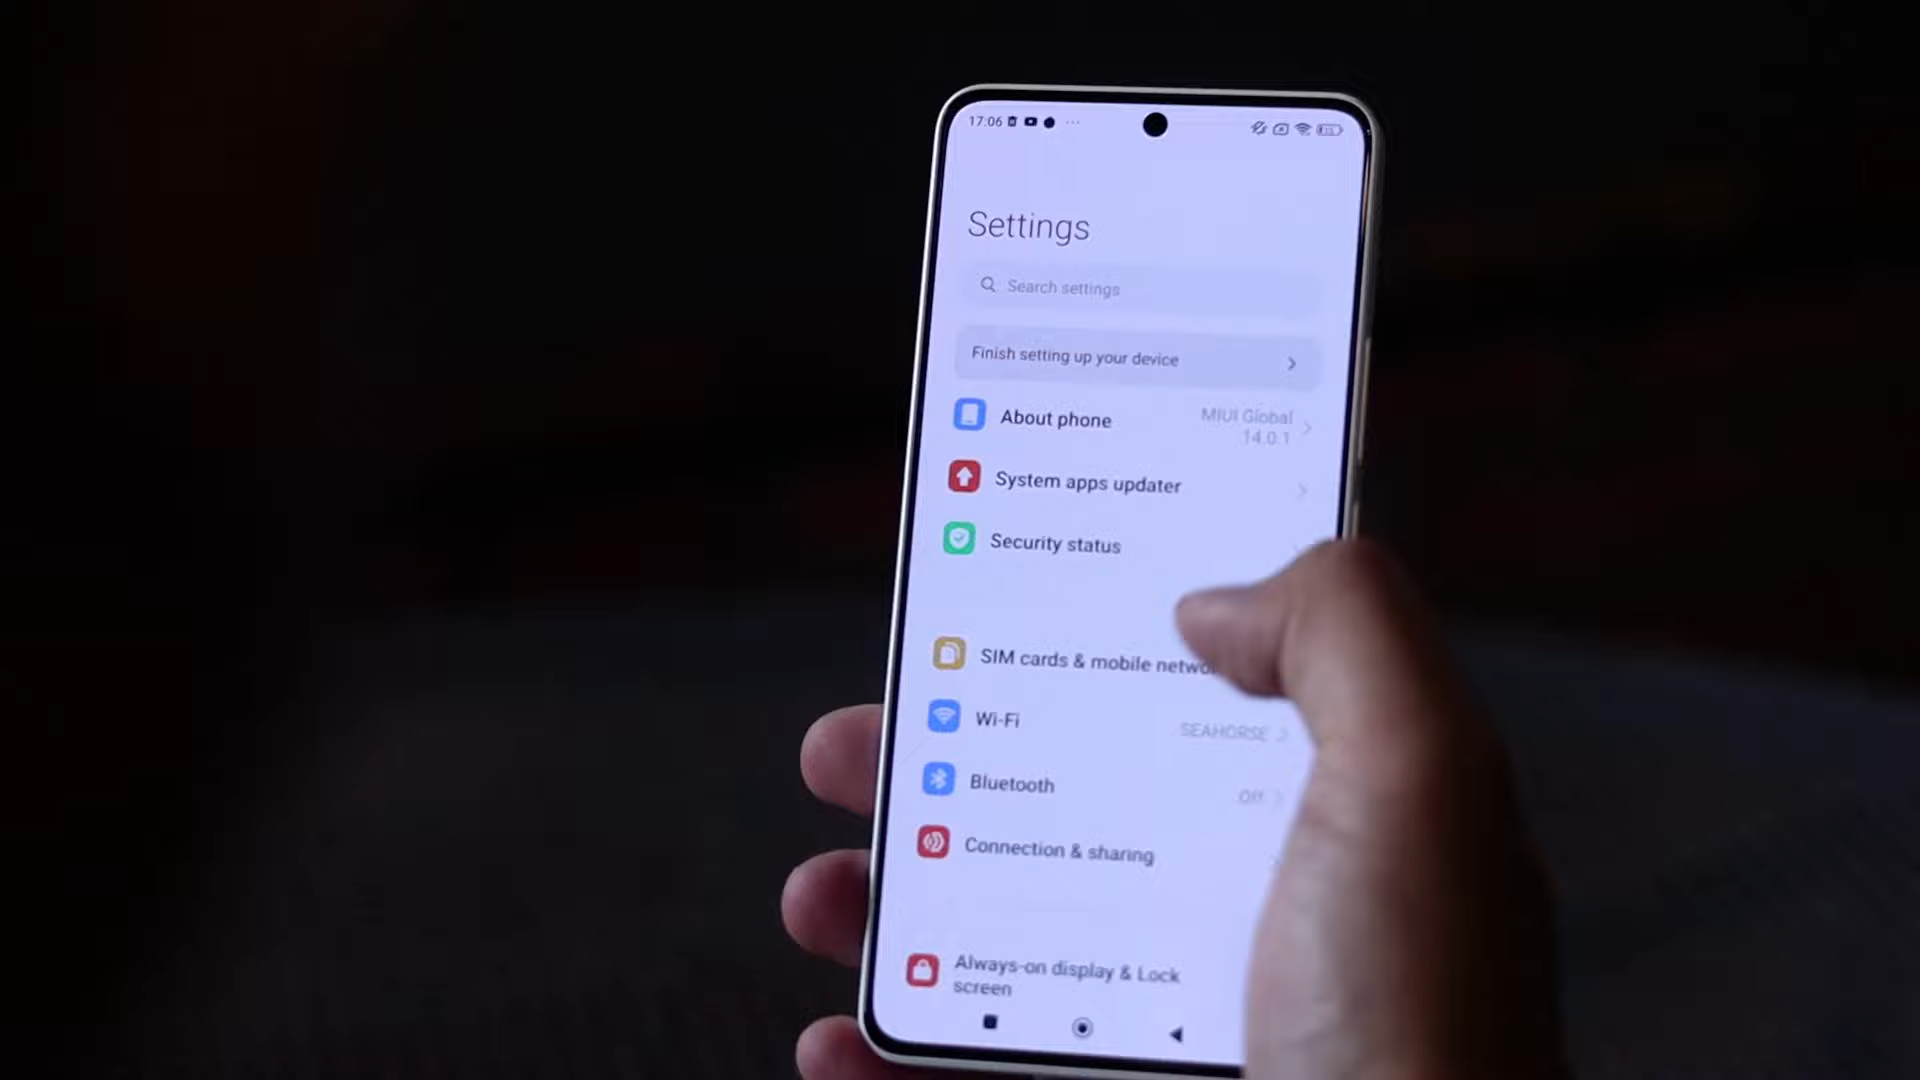 17:06
Settings
Search settings
Finish setting up your device
About phone
MIUI Global
14.0.1
System apps updater
Security status
SIM cards & mobile netwo
Wi-Fi
SEAHORSE
Bluetooth
Off
Connection & sharing
Always-on display & Lock
screen